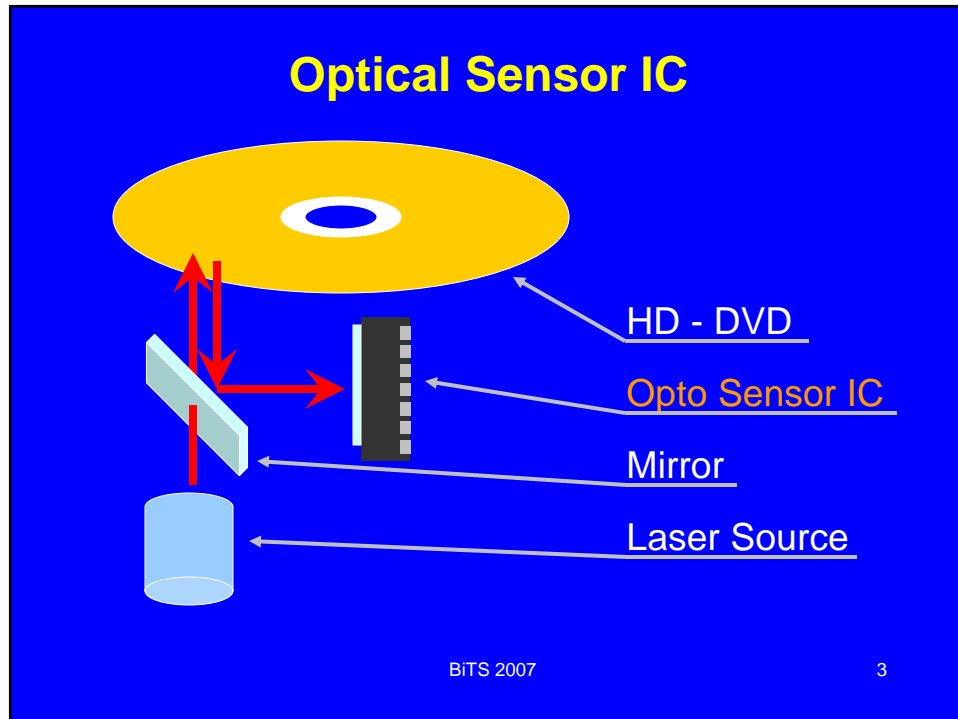 Optical Sensor IC
HD - DVD
Opto Sensor IC
Mirror
Laser Source
BiTS 2007
3